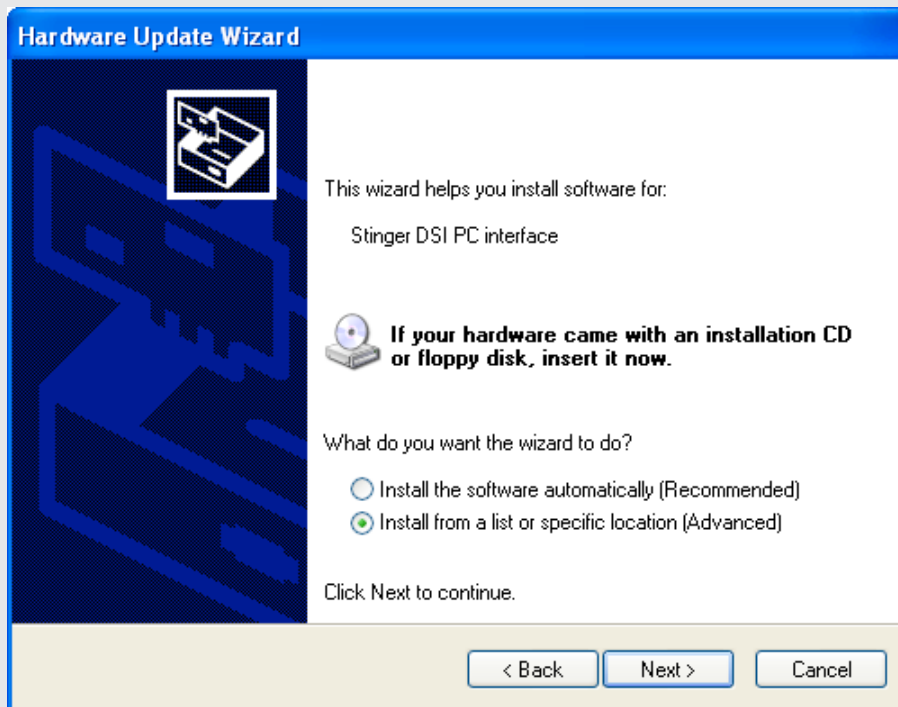 Hardware Update Wizard
This wizard helps you install software for:
Stinger DSI PC interface
If your hardware came with an installation CD
or floppy disk, insert it now.
What do you want the wizard to do?
Install the software automatically (Recommended)
Install from a list or specific location (Advanced)
Click Next to continue.
< Back Next > Cancel